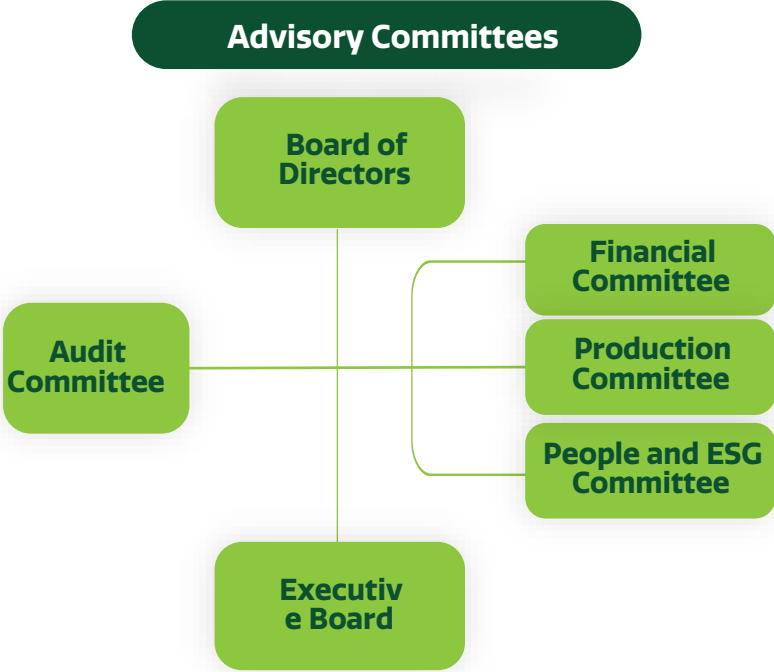 Advisory Committees
Board of
Directors
Financial
Committee
Audit
Committee
Production
Committee
People and ESG
Committee
Executiv
e Board